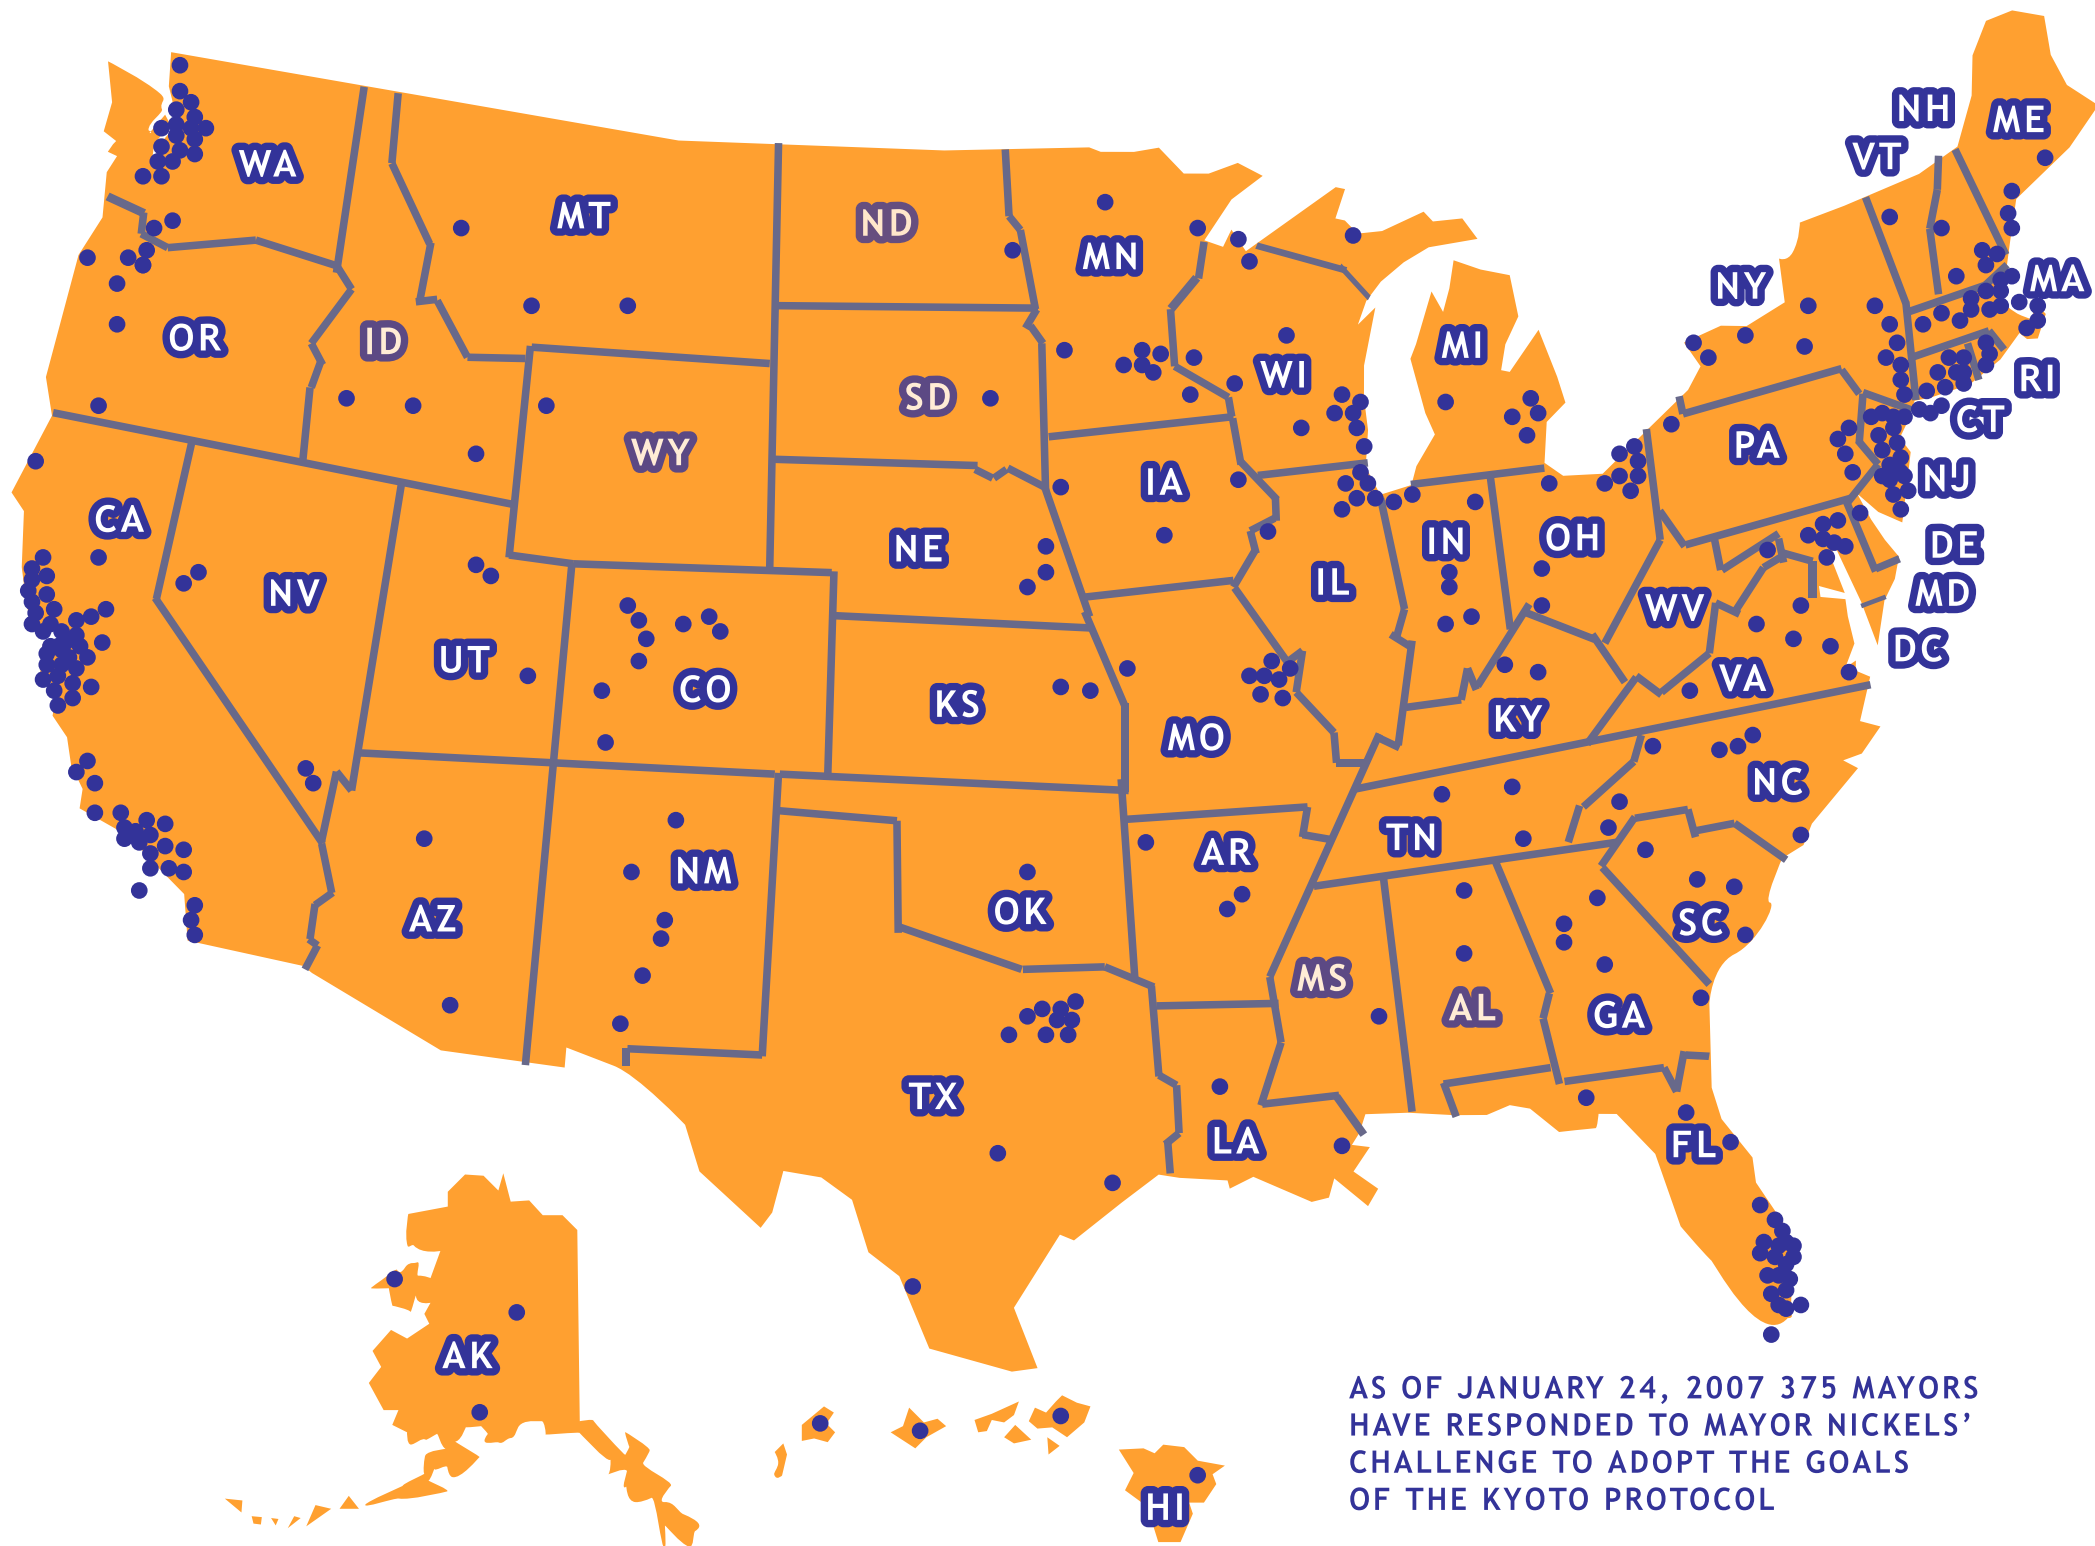 NH
ME
VT
WA
MT
ND
MN
MA
NY
OR
ID
WI
MI
RI
SD
CT
WY
PA
IA
NJ
CA
NE
IN
OH
DE
NV
IL
MD
WV
UT
DC
CO
KS
VA
MO
KY
NC
NM
AR
TN
AZ
OK
SC
MS
AL
GA
TX
LA
FL
AK
HI
AS OF JANUARY 24, 2007 375 MAYORS
HAVE RESPONDED TO MAYOR NICKELS’
CHALLENGE TO ADOPT THE GOALS
OF THE KYOTO PROTOCOL